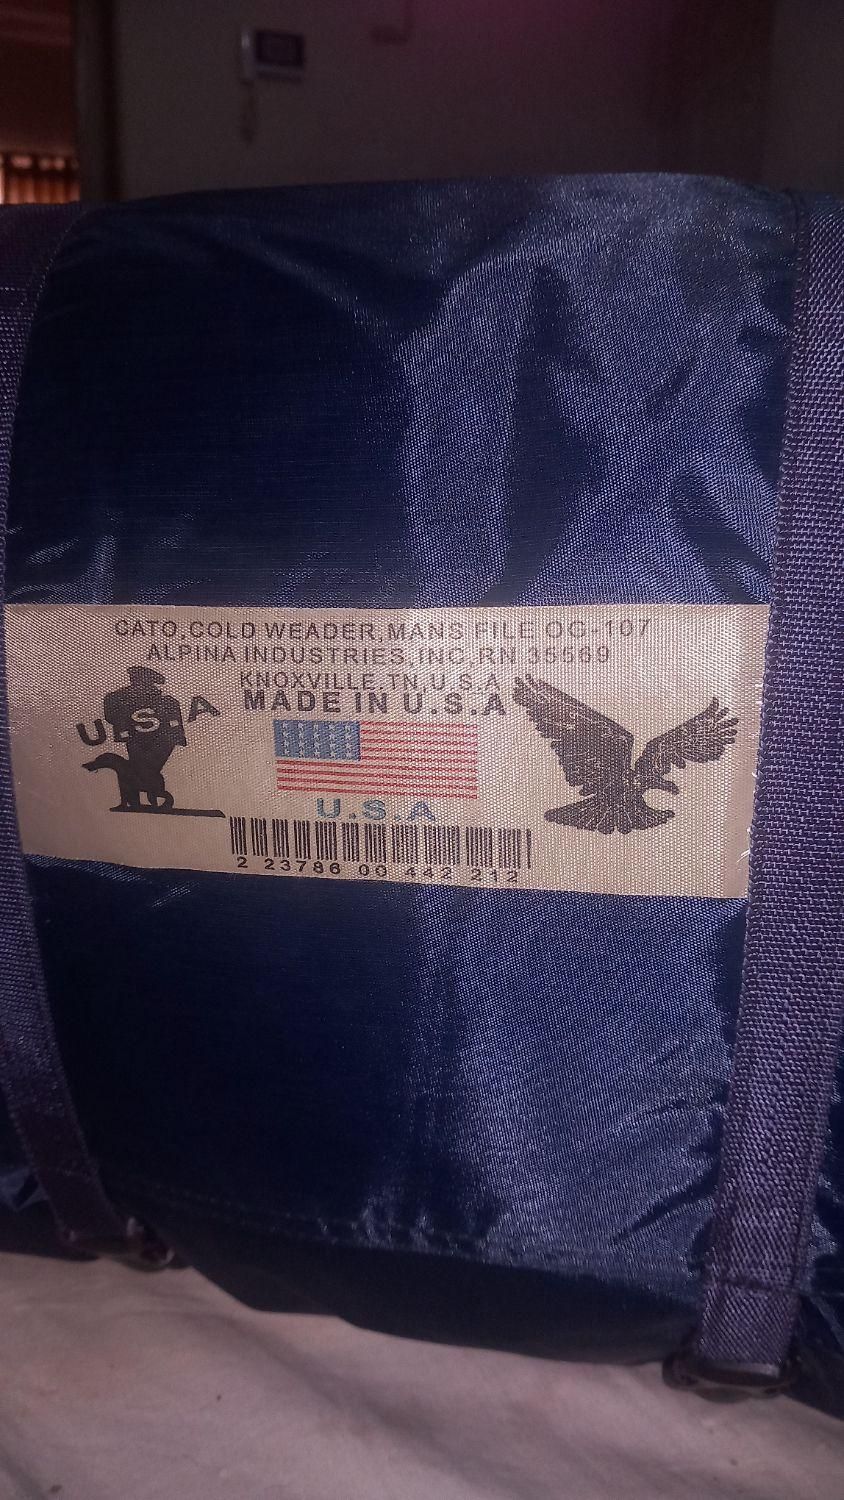 CATO,COLD WEADER,MANS FILE OG-107
ALPINA INDUSTRIES,INC,RN 35569
KNOXVILLE,TN,U.S.A
MADE IN U.S.A
U.S.A
U.S.A
2 23786 00 442 212